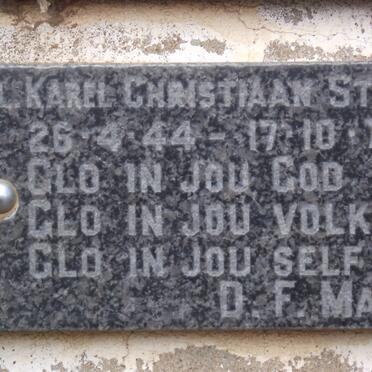 L. KAREL CHRISTIAAN ST
26-4-44 - 17-10-
GLO IN JOU GOD
GLO IN JOU VOLK
GLO IN JOU SELF
D. F. MA